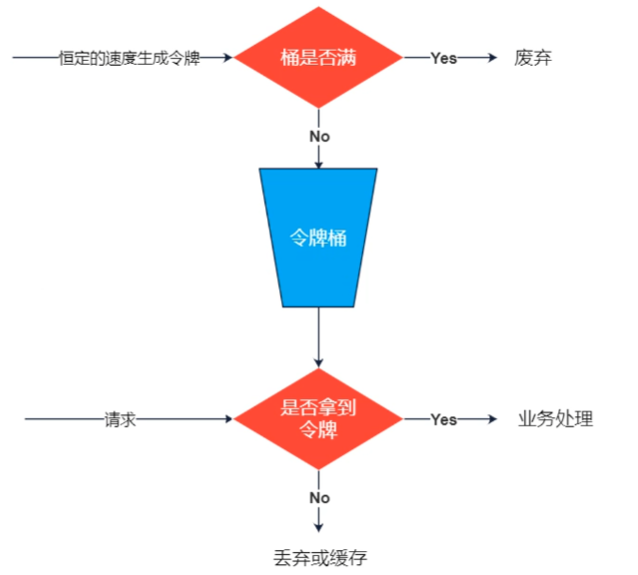 恒定的速度生成令牌
桶是否满
Yes
废弃
No
令牌桶
请求
是否拿到
令牌
Yes
业务处理
No
丢弃或缓存